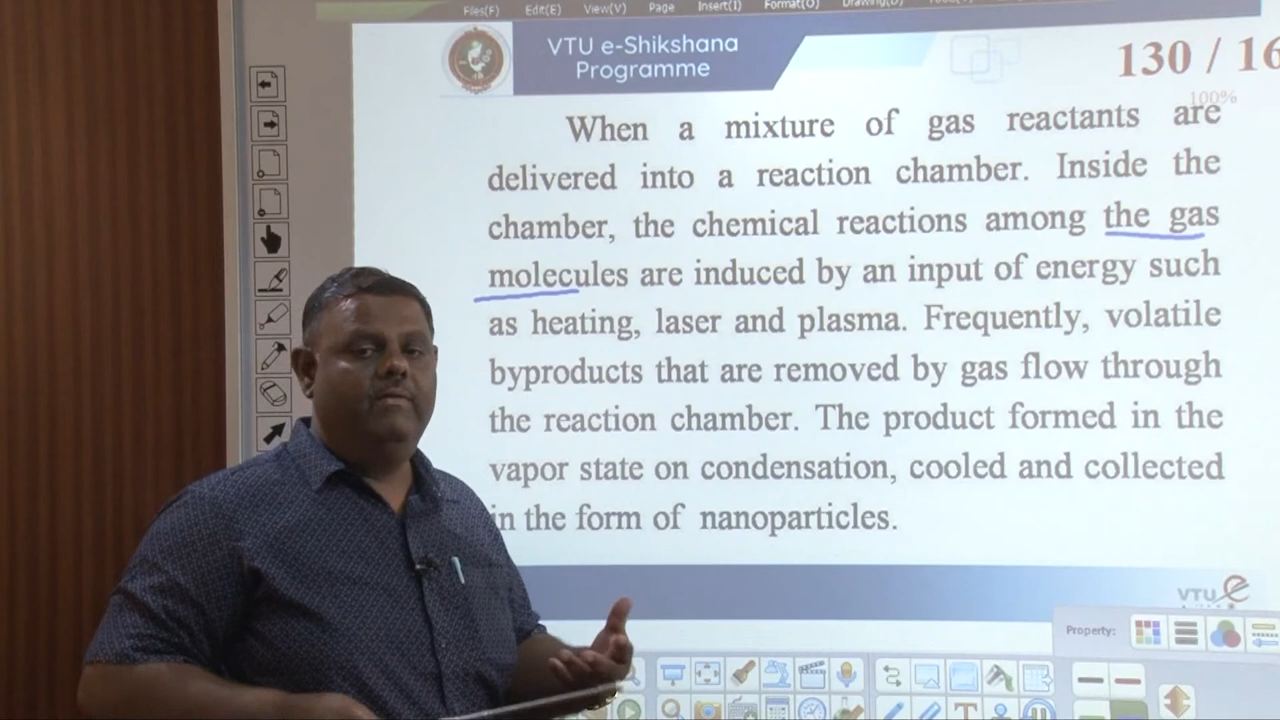 Files(F) Edit(E) View(V) Page Insert(I) Format(O)
VTU e-Shikshana
Programme
130 / 16
100%
When a mixture of gas reactants are
delivered into a reaction chamber. Inside the
chamber, the chemical reactions among the gas
molecules are induced by an input of energy such
as heating, laser and plasma. Frequently, volatile
byproducts that are removed by gas flow through
the reaction chamber. The product formed in the
vapor state on condensation, cooled and collected
in the form of nanoparticles.
VTU e
Property: